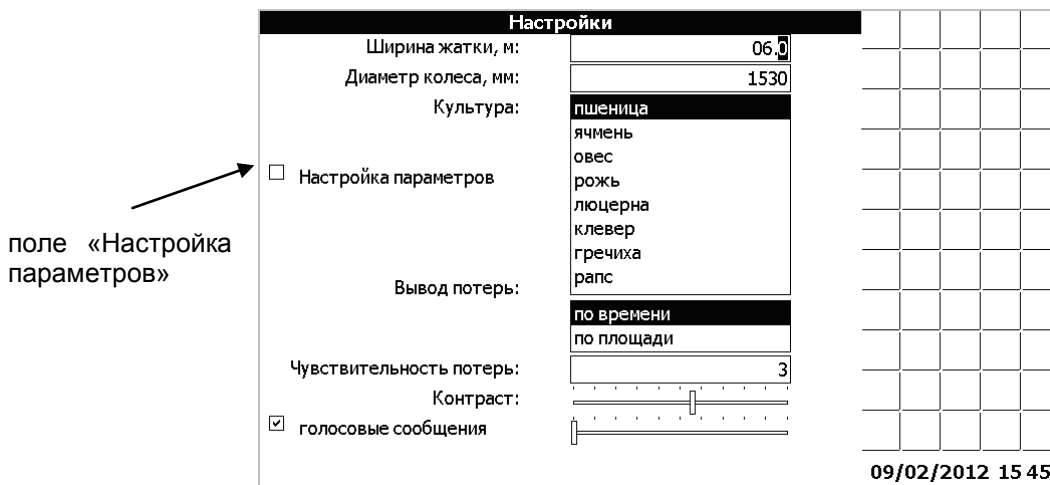 Настройки
Ширина жатки, м: 06.0
Диаметр колеса, мм: 1530
Культура: пшеница
ячмень
овес
Настройка параметров рожь
люцерна
клевер
гречиха
рапс
Вывод потерь:
по времени
по площади
Чувствительность потерь: 3
Контраст:
голосовые сообщения
09/02/2012 15 45
поле «Настройка
параметров»